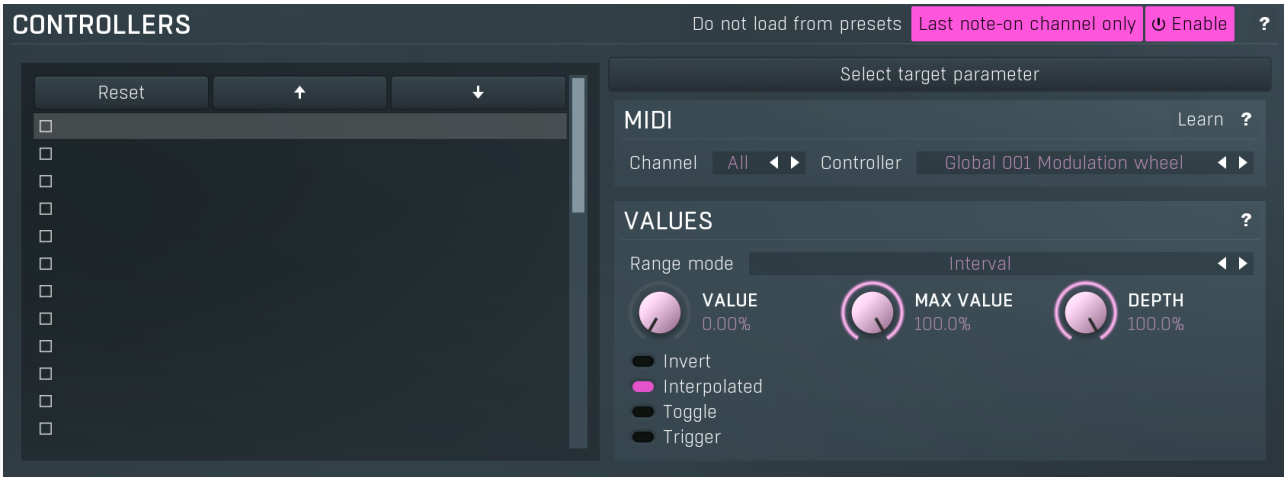 CONTROLLERS
Do not load from presets Last note-on channel only Enable ?
Reset
Select target parameter
MIDI Learn ?
Channel All Controller Global 001 Modulation wheel
VALUES ?
Range mode Interval
VALUE
0.00%
MAX VALUE
100.0%
DEPTH
100.0%
Invert
Interpolated
Toggle
Trigger